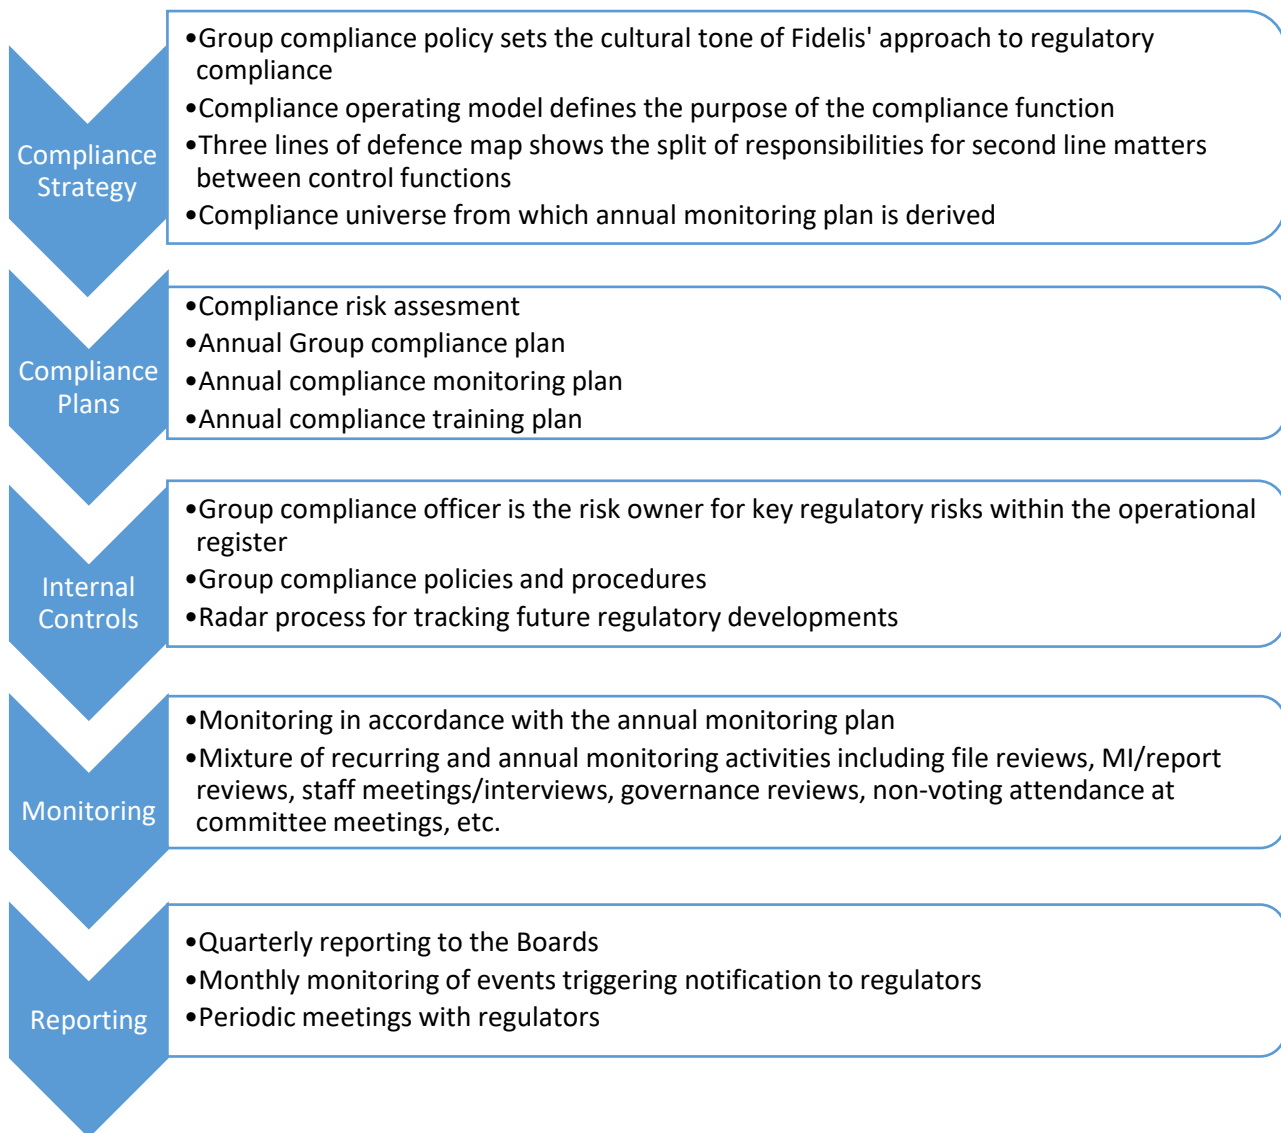 Compliance
Strategy
•Group compliance policy sets the cultural tone of Fidelis' approach to regulatory
compliance
•Compliance operating model defines the purpose of the compliance function
•Three lines of defence map shows the split of responsibilities for second line matters
between control functions
•Compliance universe from which annual monitoring plan is derived
Compliance
Plans
•Compliance risk assesment
•Annual Group compliance plan
•Annual compliance monitoring plan
•Annual compliance training plan
Internal
Controls
•Group compliance officer is the risk owner for key regulatory risks within the operational
register
•Group compliance policies and procedures
•Radar process for tracking future regulatory developments
Monitoring
•Monitoring in accordance with the annual monitoring plan
•Mixture of recurring and annual monitoring activities including file reviews, MI/report
reviews, staff meetings/interviews, governance reviews, non-voting attendance at
committee meetings, etc.
Reporting
•Quarterly reporting to the Boards
•Monthly monitoring of events triggering notification to regulators
•Periodic meetings with regulators